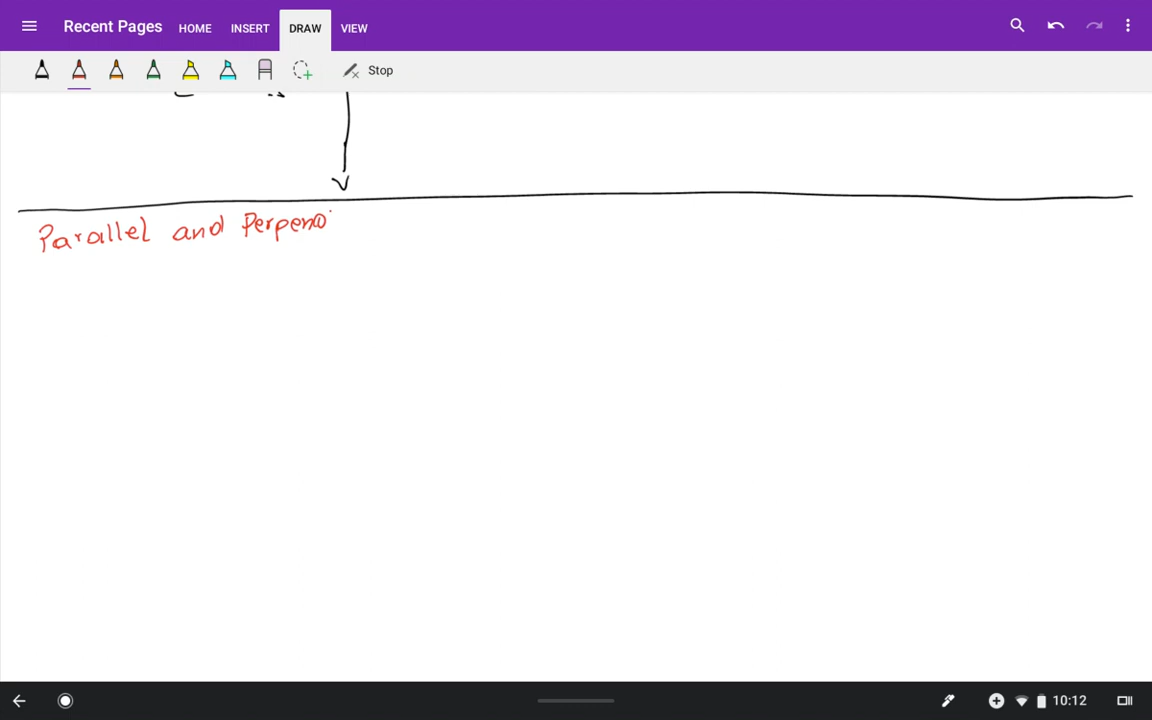 Recent Pages HOME INSERT DRAW VIEW
Stop
Parallel and Perpend
10:12